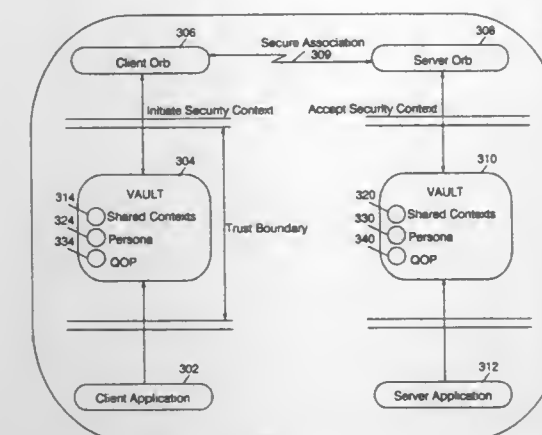 306
308
Secure Association
309
Client Orb
Server Orb
Initiate Security Context
Accept Security Context
304
310
VAULT
VAULT
314
Shared Contexts
320
Shared Contexts
324
Persona
Trust Boundary
330
Persona
334
QOP
340
QOP
302
312
Client Application
Server Application